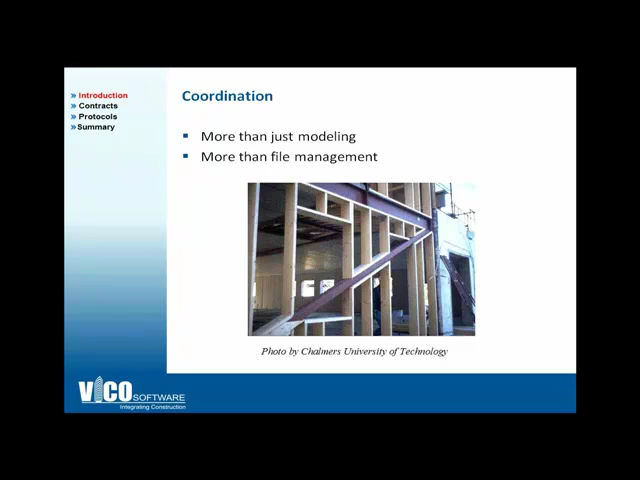 Introduction
Contracts
Protocols
Summary
Coordination
More than just modeling
More than file management
Photo by Chalmers University of Technology
VICO SOFTWARE
Integrating Construction